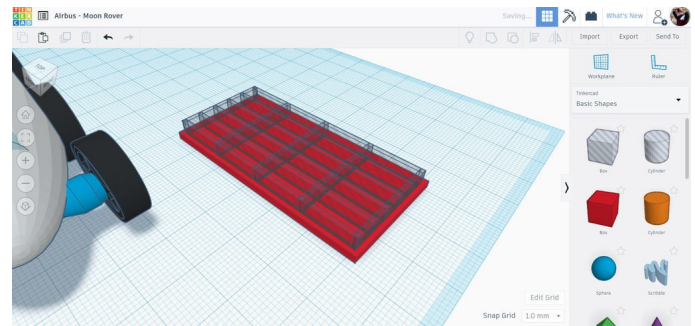 TIN
KER
CAD
AIrbus - Moon Rover
Saving...
What's New
Import
Export
Send To
TOP
Workplane
Ruler
Tinkercad
Basic Shapes
Box
Cylinder
Box
Cylinder
Sphere
Scribble
Edit Grid
Snap Grid
1.0 mm